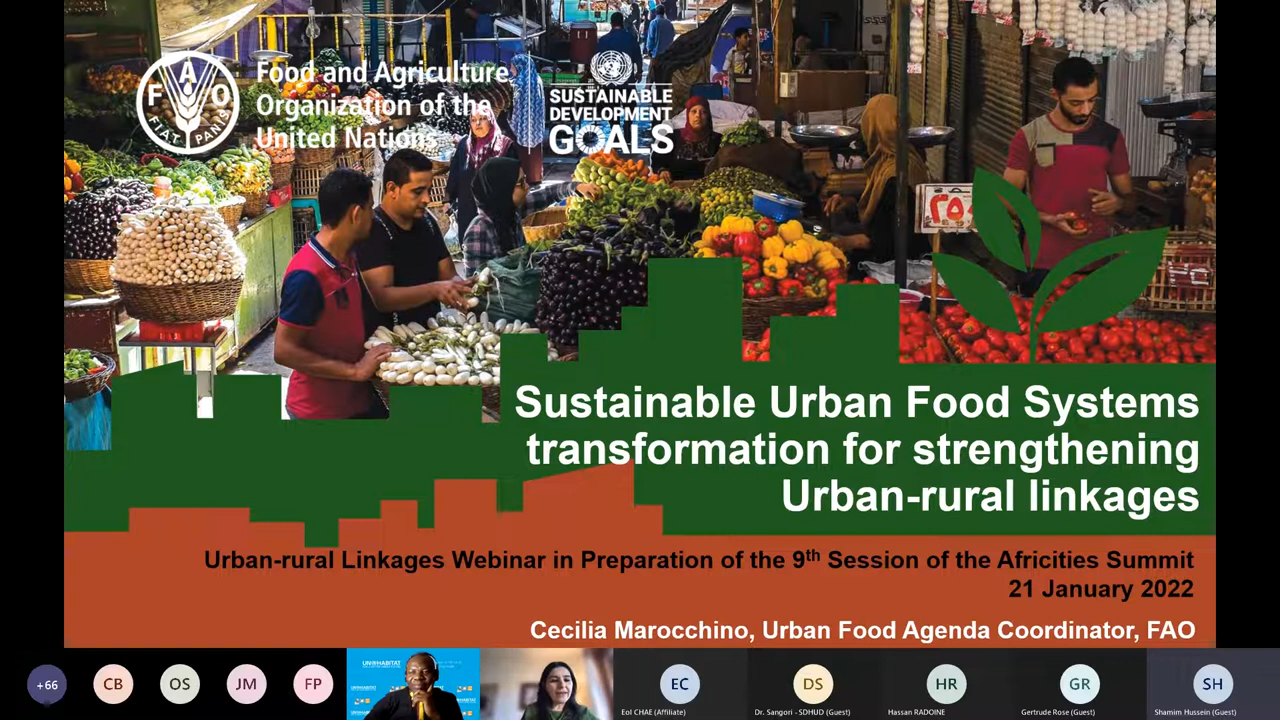 F A O
FIAT PANIS
Food and Agriculture
Organization of the
United Nations
SUSTAINABLE
DEVELOPMENT
GOALS
٢٥٠
Sustainable Urban Food Systems
transformation for strengthening
Urban-rural linkages
Urban-rural Linkages Webinar in Preparation of the 9th Session of the Africities Summit
21 January 2022
Cecilia Marocchino, Urban Food Agenda Coordinator, FAO
+66
CB
OS
JM
FP
UN-HABITAT
EC
DS
HR
GR
SH
Eol CHAE (Affiliate)
Dr. Sangori - SDHUD (Guest)
Hassan RADOINE
Gertrude Rose (Guest)
Shamim Hussein (Guest)